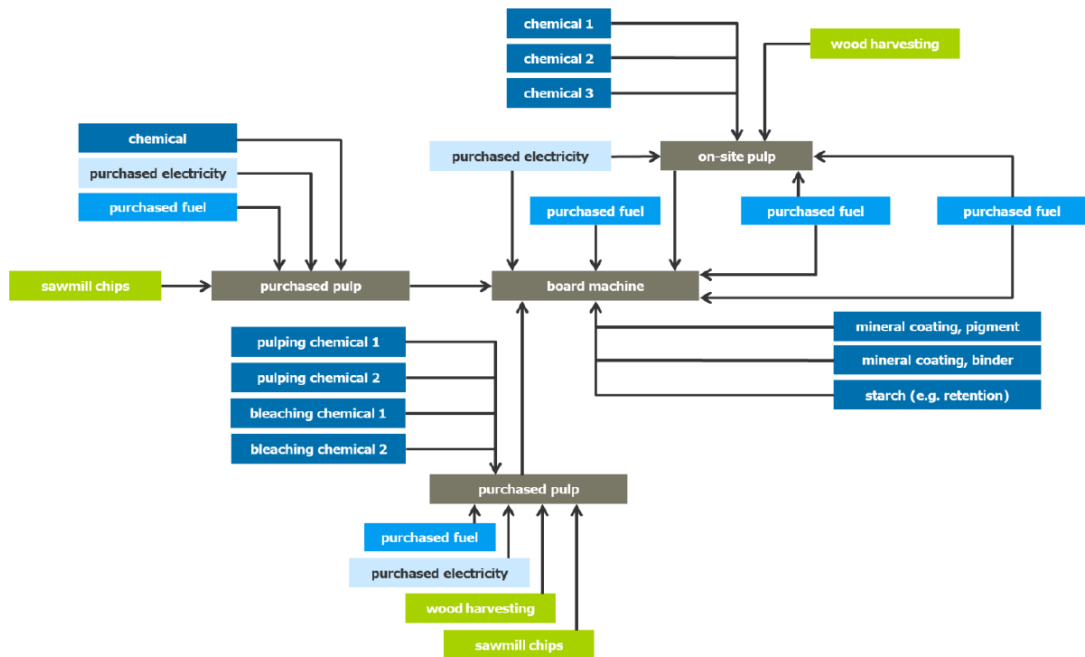 chemical 1
wood harvesting
chemical 2
chemical 3
chemical
purchased electricity
on-site pulp
purchased electricity
purchased fuel
purchased fuel
purchased fuel
purchased fuel
sawmill chips
purchased pulp
board machine
mineral coating, pigment
pulping chemical 1
mineral coating, binder
pulping chemical 2
starch (e.g. retention)
bleaching chemical 1
bleaching chemical 2
purchased pulp
purchased fuel
purchased electricity
wood harvesting
sawmill chips